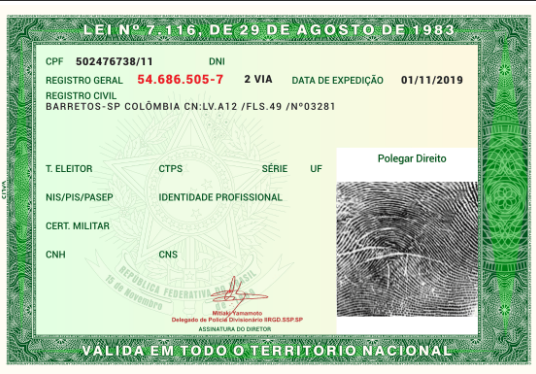 LEI Nº 7.116, DE 29 DE AGOSTO DE 1983
CPF 502476738/11 DNI
REGISTRO GERAL 54.686.505-7 2 VIA DATA DE EXPEDIÇÃO 01/11/2019
REGISTRO CIVIL
BARRETOS-SP COLÔMBIA CN:LV.A12 /FLS.49 /Nº03281
Polegar Direito
T. ELEITOR CTPS SÉRIE UF
NIS/PIS/PASEP IDENTIDADE PROFISSIONAL
CERT. MILITAR
CNH CNS
REPÚBLICA FEDERATIVA DO BRASIL
15 de Novembro
Mitiaki Yamamoto
Delegado de Polícia Divisionário IIRGD.SSP.SP
ASSINATURA DO DIRETOR
VÁLIDA EM TODO O TERRITÓRIO NACIONAL